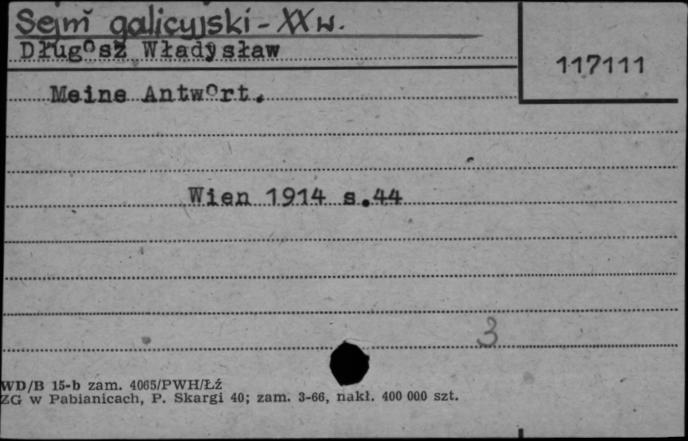 Sejm galicyjski - XX w.
Długosz Władysław
117111
Meine Antwort.
Wien 1914 s.44
3
WD/B 15-b zam. 4065/PWH/Łź
ZG w Pabianicach, P. Skargi 40; zam. 3-66, nakł. 400 000 szt.